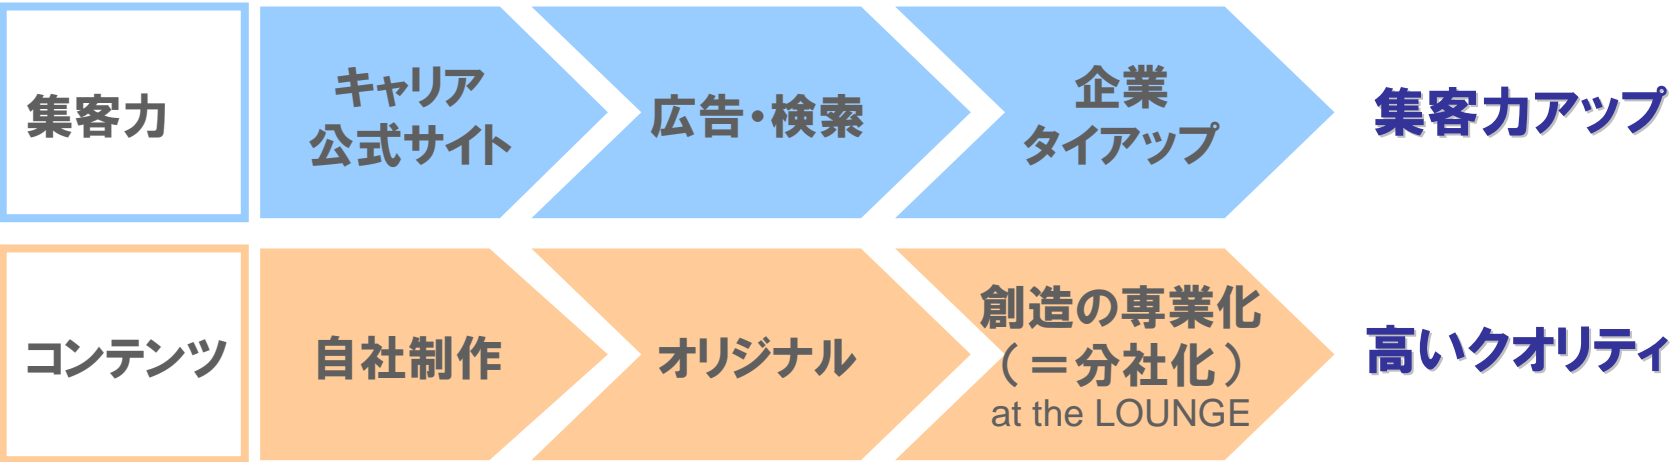 集客力
キャリア
公式サイト
広告・検索
企業
タイアップ
集客力アップ
コンテンツ
自社制作
オリジナル
創造の専業化
（＝分社化）
at the LOUNGE
高いクオリティ